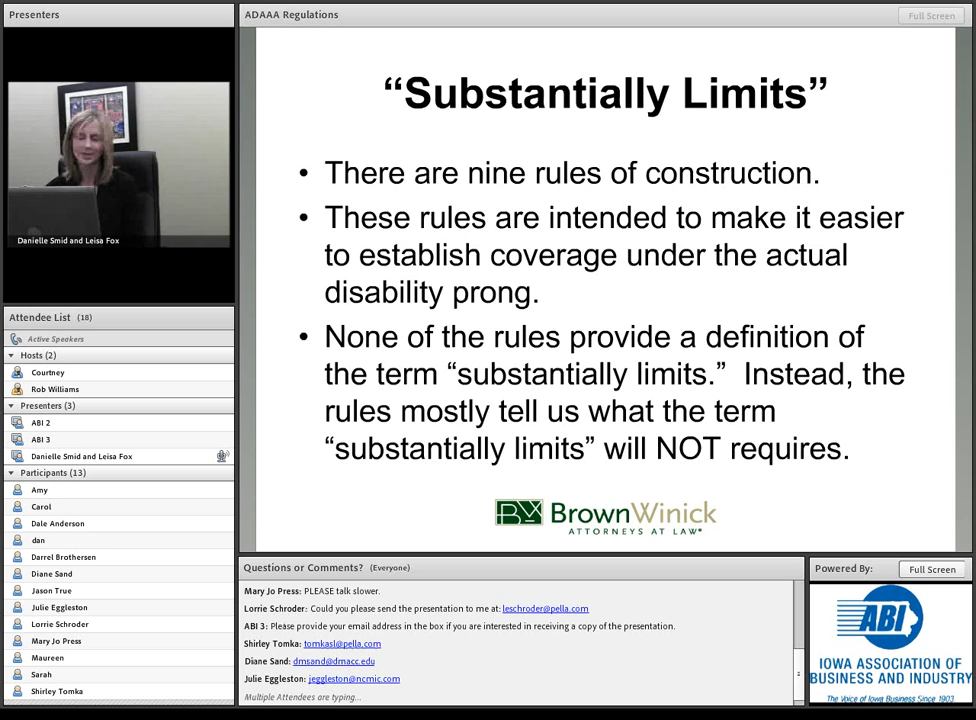 Presenters
Danielle Smid and Leisa Fox
Attendee List (18)
Active Speakers
Hosts (2)
Courtney
Rob Williams
Presenters (3)
ABI 2
ABI 3
Danielle Smid and Leisa Fox
Participants (13)
Amy
Carol
Dale Anderson
dan
Darrel Brothersen
Diane Sand
Jason True
Julie Eggleston
Lorrie Schroder
Mary Jo Press
Maureen
Sarah
Shirley Tomka
ADAAA Regulations
Full Screen
“Substantially Limits”
• There are nine rules of construction.
• These rules are intended to make it easier
to establish coverage under the actual
disability prong.
• None of the rules provide a definition of
the term “substantially limits.” Instead, the
rules mostly tell us what the term
“substantially limits” will NOT requires.
BrownWinick
ATTORNEYS AT LAW®
Questions or Comments? (Everyone)
Mary Jo Press: PLEASE talk slower.
Lorrie Schroder: Could you please send the presentation to me at: leschroder@pella.com
ABI 3: Please provide your email address in the box if you are interested in receiving a copy of the presentation.
Shirley Tomka: tomkasl@pella.com
Diane Sand: dmsand@dmacc.edu
Julie Eggleston: jeggleston@ncmic.com
Multiple Attendees are typing...
Powered By:
Full Screen
ABI
IOWA ASSOCIATION OF
BUSINESS AND INDUSTRY
The Voice of Iowa Business Since 1903